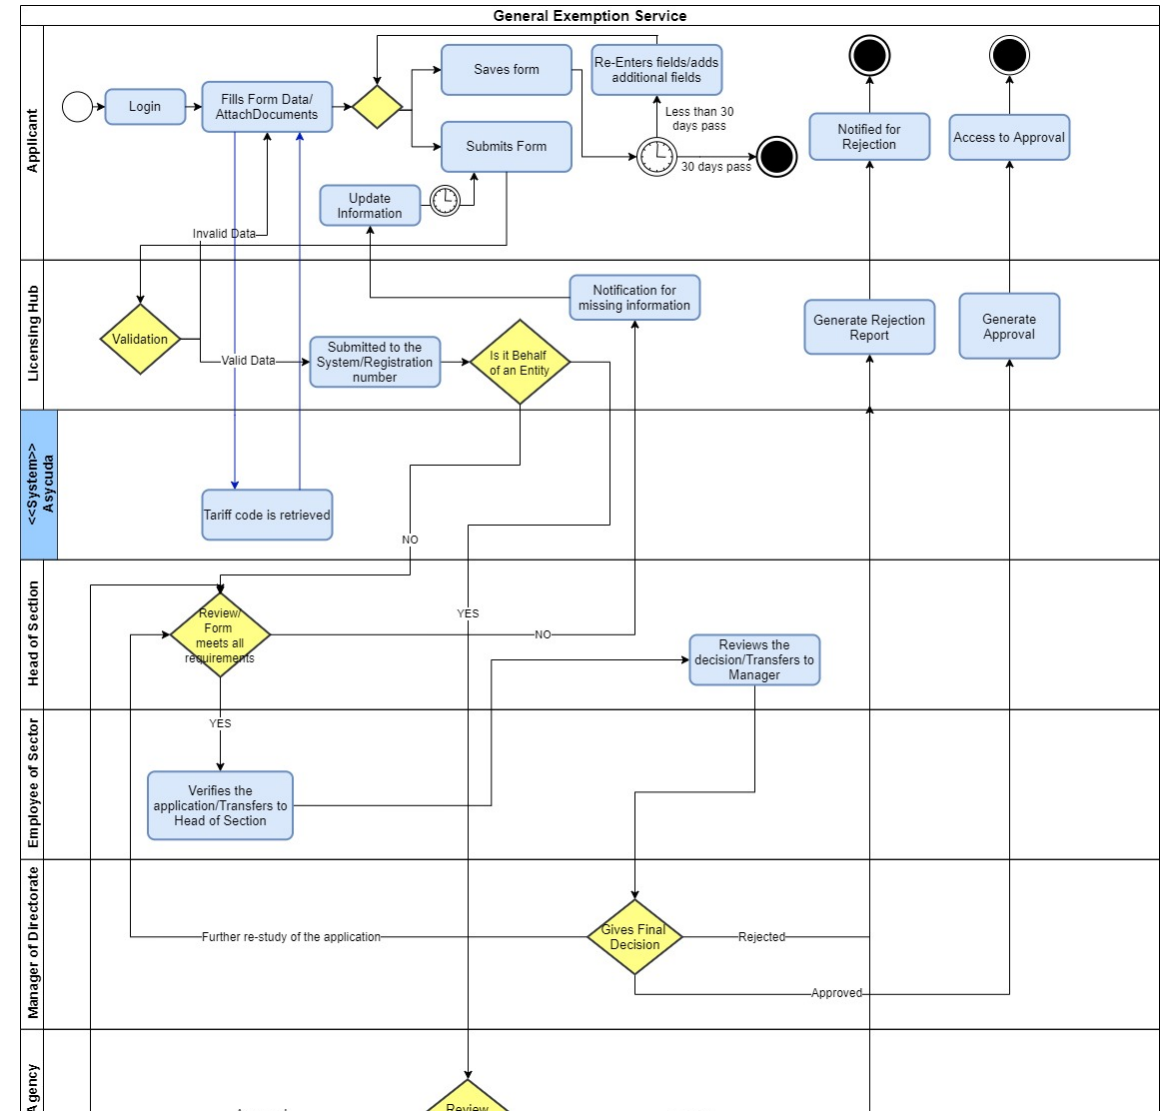 General Exemption Service
Applicant
Login
Fills Form Data/
AttachDocuments
Saves form
Submits Form
Re-Enters fields/adds
additional fields
Less than 30
days pass
30 days pass
Notified for
Rejection
Access to Approval
Update
Information
Invalid Data
Licensing Hub
Validation
Valid Data
Submitted to the
System/Registration
number
Is it Behalf
of an Entity
Notification for
missing information
Generate Rejection
Report
Generate
Approval
<<System>>
Asycuda
Tariff code is retrieved
NO
Head of Section
Review/
Form
meets all
requirements
YES
NO
Reviews the
decision/Transfers to
Manager
YES
Employee of Sector
Verifies the
application/Transfers to
Head of Section
Manager of Directorate
Further re-study of the application
Gives Final
Decision
Rejected
Approved
Agency
Review